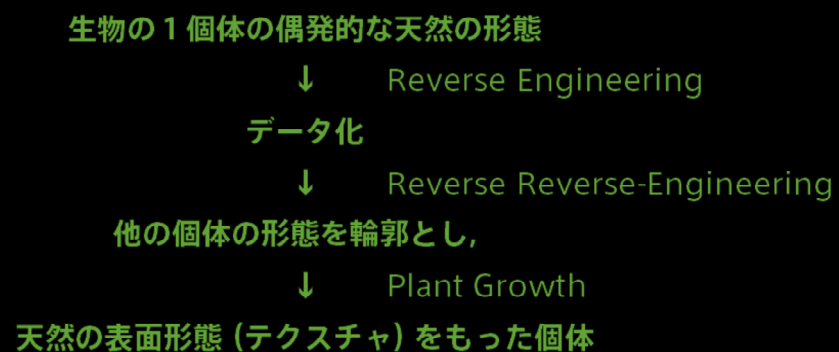 生物の1個体の偶発的な天然の形態
↓ Reverse Engineering
データ化
↓ Reverse Reverse-Engineering
他の個体の形態を輪郭とし,
↓ Plant Growth
天然の表面形態(テクスチャ)をもった個体